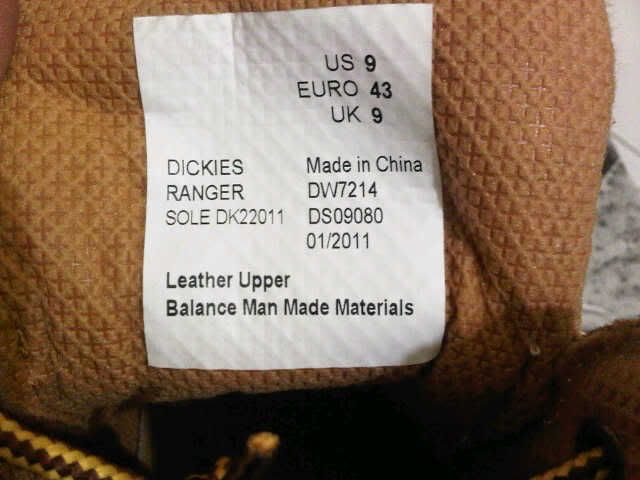 US 9
EURO 43
UK 9
DICKIES Made in China
RANGER DW7214
SOLE DK22011 DS09080
01/2011
Leather Upper
Balance Man Made Materials